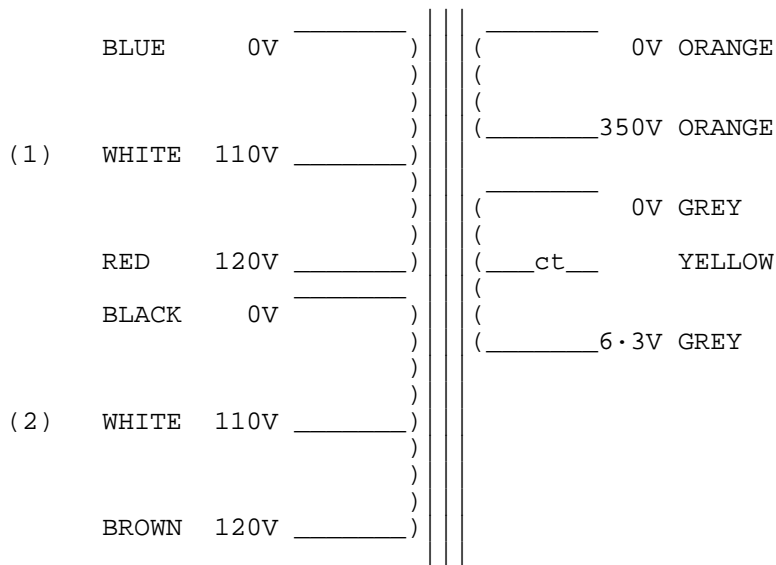 BLUE 0V 0V ORANGE
350V ORANGE
(1) WHITE 110V
0V GREY
RED 120V ct YELLOW
BLACK 0V
6·3V GREY
(2) WHITE 110V
BROWN 120V